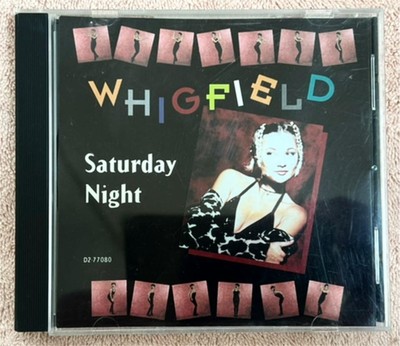 WHIGFIELD
Saturday
Night
D2-77080